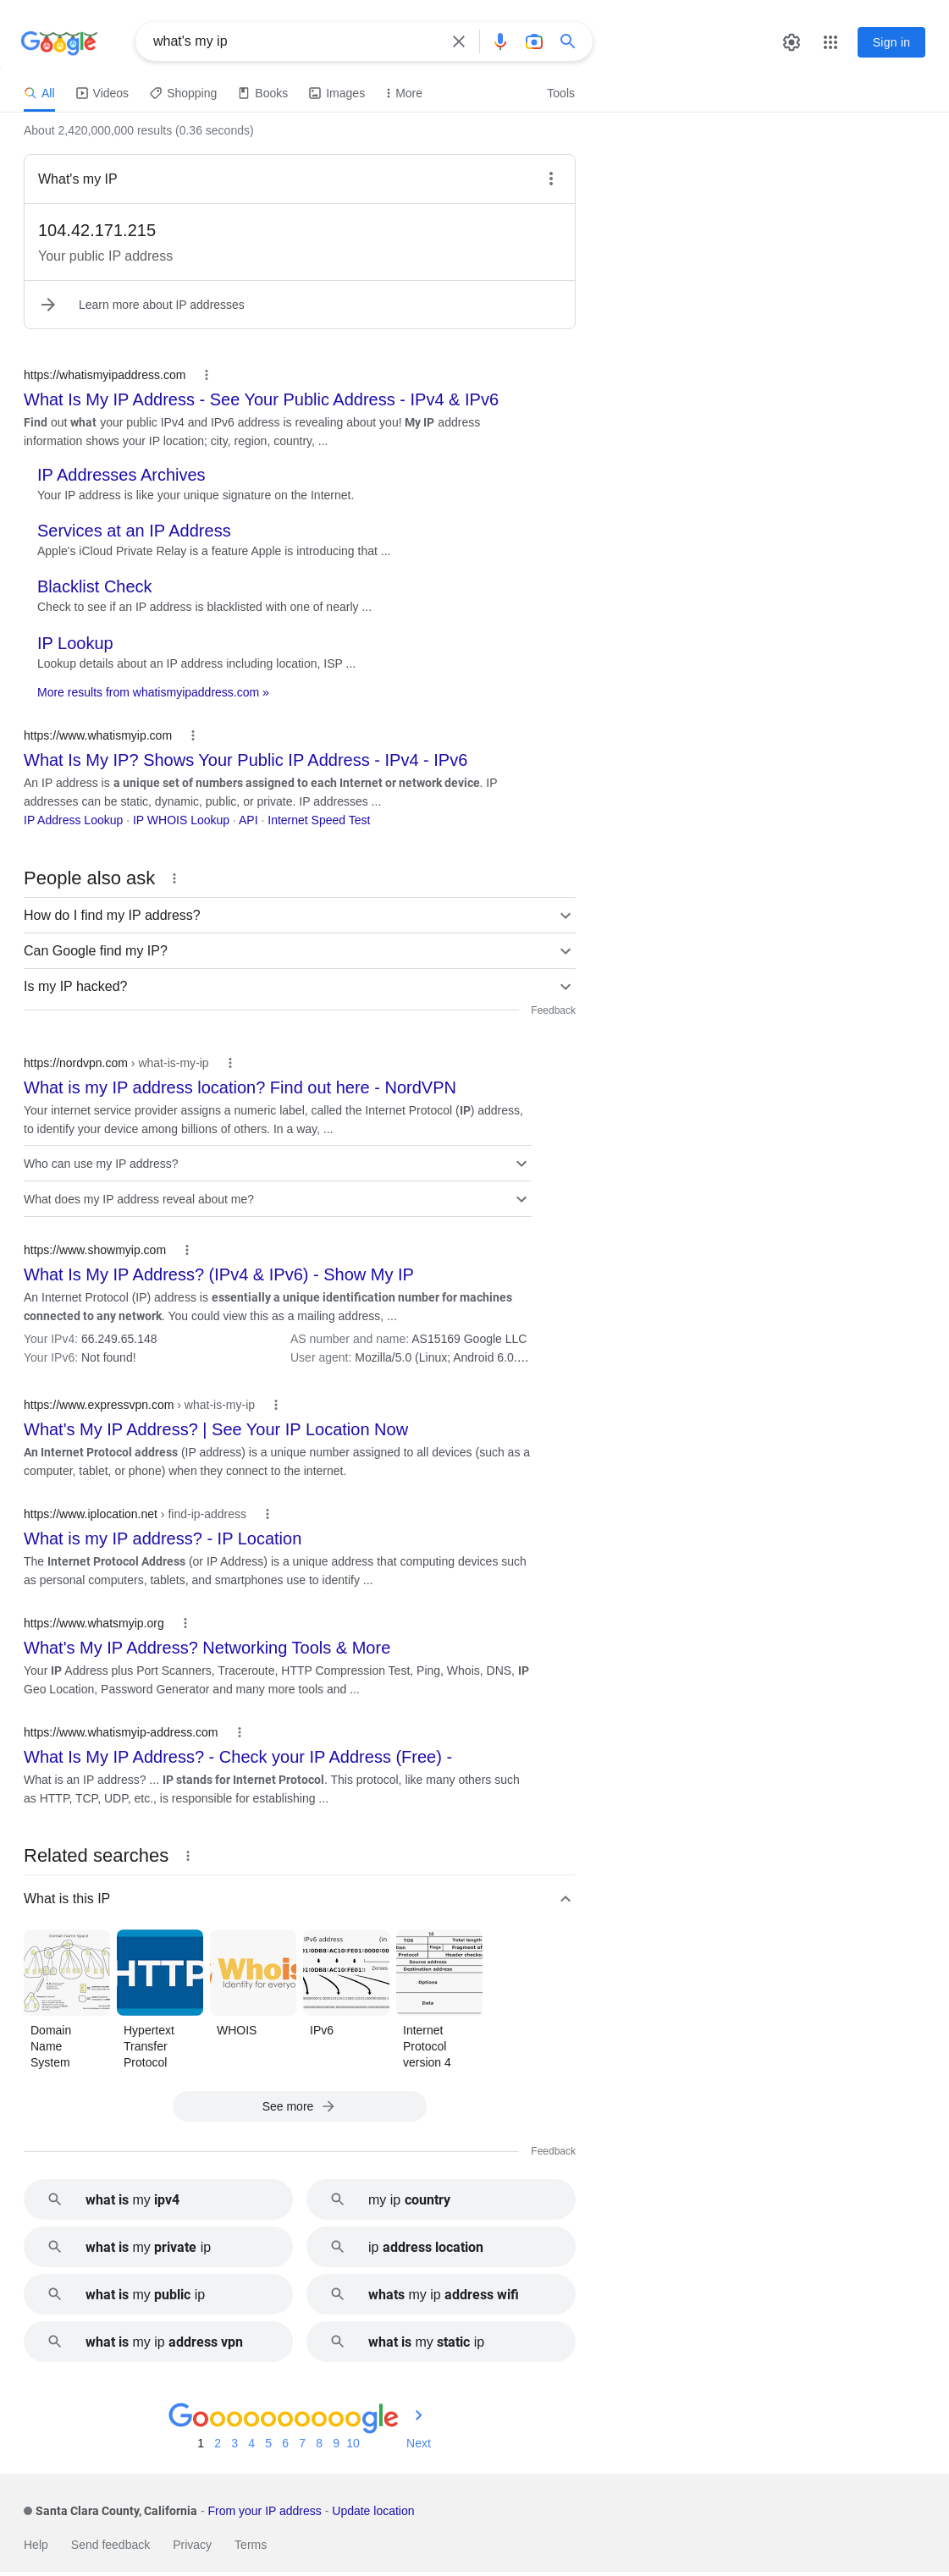 Google
what's my ip
Sign in
All
Videos
Shopping
Books
Images
More
Tools
About 2,420,000,000 results (0.36 seconds)
What's my IP
104.42.171.215
Your public IP address
Learn more about IP addresses
https://whatismyipaddress.com
What Is My IP Address - See Your Public Address - IPv4 & IPv6
Find out what your public IPv4 and IPv6 address is revealing about you! My IP address
information shows your IP location; city, region, country, ...
IP Addresses Archives
Your IP address is like your unique signature on the Internet.
Services at an IP Address
Apple's iCloud Private Relay is a feature Apple is introducing that ...
Blacklist Check
Check to see if an IP address is blacklisted with one of nearly ...
IP Lookup
Lookup details about an IP address including location, ISP ...
More results from whatismyipaddress.com »
https://www.whatismyip.com
What Is My IP? Shows Your Public IP Address - IPv4 - IPv6
An IP address is a unique set of numbers assigned to each Internet or network device. IP
addresses can be static, dynamic, public, or private. IP addresses ...
IP Address Lookup · IP WHOIS Lookup · API · Internet Speed Test
People also ask
How do I find my IP address?
Can Google find my IP?
Is my IP hacked?
Feedback
https://nordvpn.com › what-is-my-ip
What is my IP address location? Find out here - NordVPN
Your internet service provider assigns a numeric label, called the Internet Protocol (IP) address,
to identify your device among billions of others. In a way, ...
Who can use my IP address?
What does my IP address reveal about me?
https://www.showmyip.com
What Is My IP Address? (IPv4 & IPv6) - Show My IP
An Internet Protocol (IP) address is essentially a unique identification number for machines
connected to any network. You could view this as a mailing address, ...
Your IPv4: 66.249.65.148
AS number and name: AS15169 Google LLC
Your IPv6: Not found!
User agent: Mozilla/5.0 (Linux; Android 6.0....
https://www.expressvpn.com › what-is-my-ip
What's My IP Address? | See Your IP Location Now
An Internet Protocol address (IP address) is a unique number assigned to all devices (such as a
computer, tablet, or phone) when they connect to the internet.
https://www.iplocation.net › find-ip-address
What is my IP address? - IP Location
The Internet Protocol Address (or IP Address) is a unique address that computing devices such
as personal computers, tablets, and smartphones use to identify ...
https://www.whatsmyip.org
What's My IP Address? Networking Tools & More
Your IP Address plus Port Scanners, Traceroute, HTTP Compression Test, Ping, Whois, DNS, IP
Geo Location, Password Generator and many more tools and ...
https://www.whatismyip-address.com
What Is My IP Address? - Check your IP Address (Free) -
What is an IP address? ... IP stands for Internet Protocol. This protocol, like many others such
as HTTP, TCP, UDP, etc., is responsible for establishing ...
Related searches
What is this IP
Domain Name Space
HTTP
Whois
Identity for everyo
IPv6 address (in
Zeroes
TOS Total length
Flags Fragment of
Protocol Header checks
Source address
Destination address
Options
Data
Domain
Name
System
Hypertext
Transfer
Protocol
WHOIS
IPv6
Internet
Protocol
version 4
See more
Feedback
what is my ipv4
my ip country
what is my private ip
ip address location
what is my public ip
whats my ip address wifi
what is my ip address vpn
what is my static ip
Goooooooooogle
1 2 3 4 5 6 7 8 9 10 Next
Santa Clara County, California - From your IP address - Update location
Help
Send feedback
Privacy
Terms